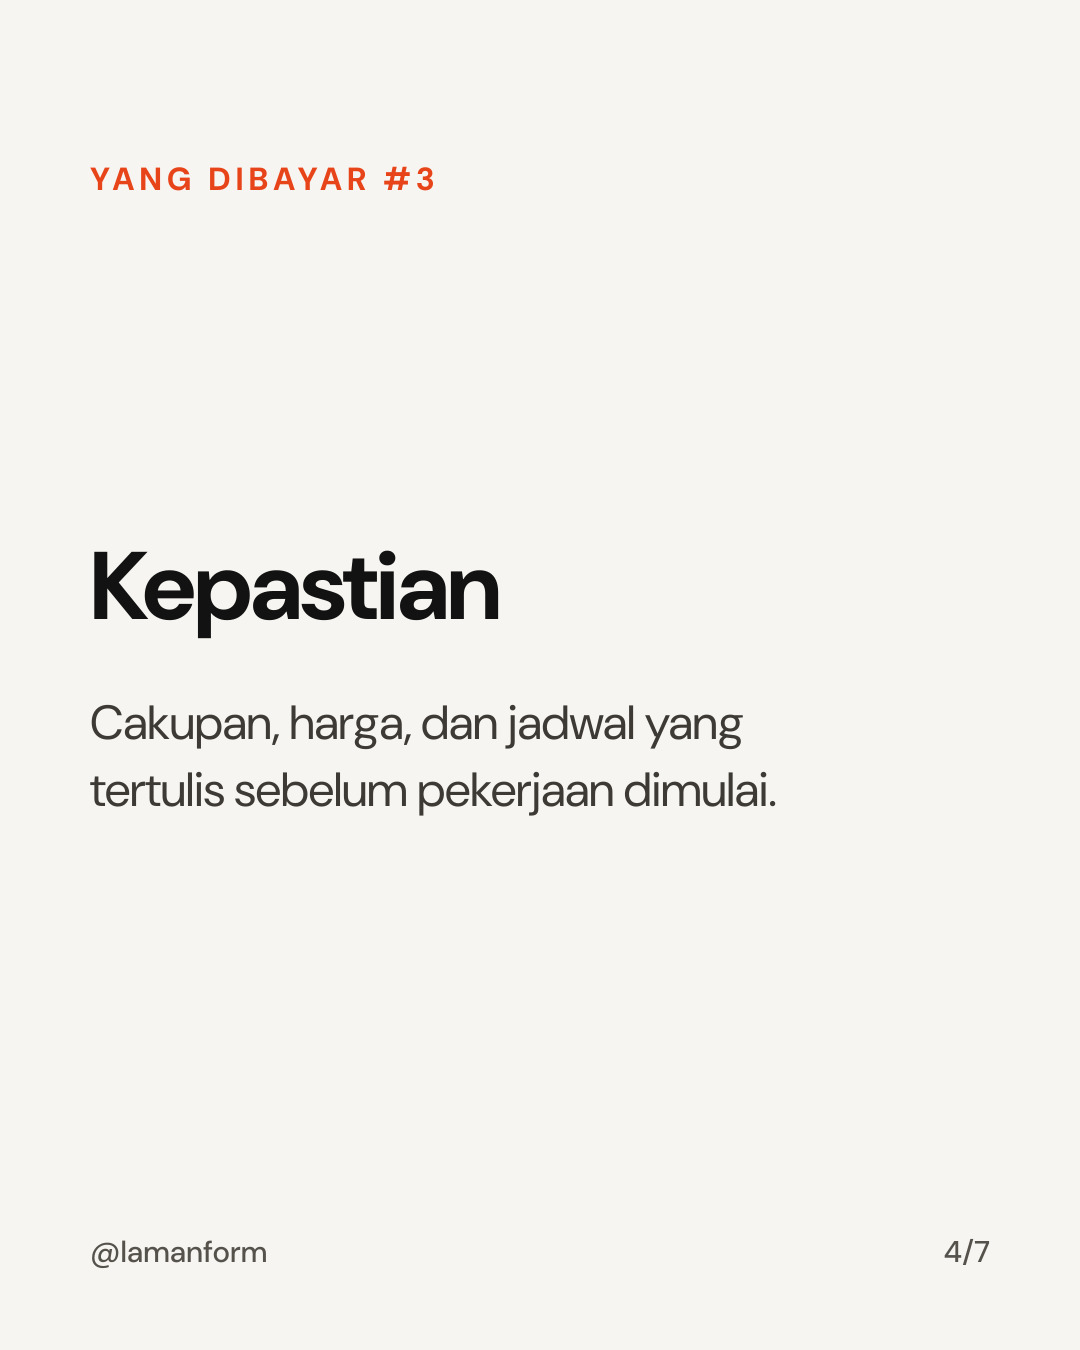 YANG DIBAYAR #3
Kepastian
Cakupan, harga, dan jadwal yang
tertulis sebelum pekerjaan dimulai.
@lamanform
4/7